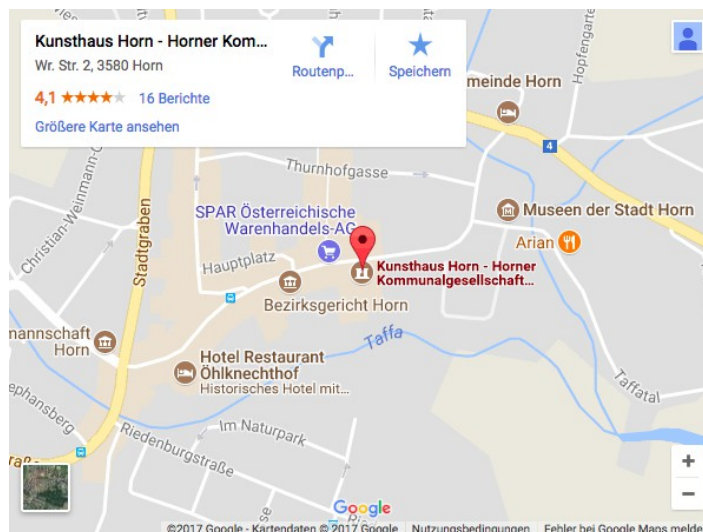 Kunsthaus Horn - Horner Kom...
Wr. Str. 2, 3580 Horn
4,1
16 Berichte
Größere Karte ansehen
Routenp...
Speichern
meinde Horn
Hopfengarte
4
Thurnhofgasse
Christian-Weinmann-G
Stadtgraben
SPAR Österreichische
Warenhandels-AG
Museen der Stadt Horn
Arian
Hauptplatz
Kunsthaus Horn - Horner
Kommunalgesellschaft...
Bezirksgericht Horn
Taffa
mannschaft
Horn
Hotel Restaurant
Öhlknechthof
Historisches Hotel mit...
Taffatal
ephansberg
Im Naturpark
Riedenburgstraße
raße
se
Google
+
−
©2017 Google - Kartendaten © 2017 Google
Nutzungsbedingungen
Fehler bei Google Maps melde